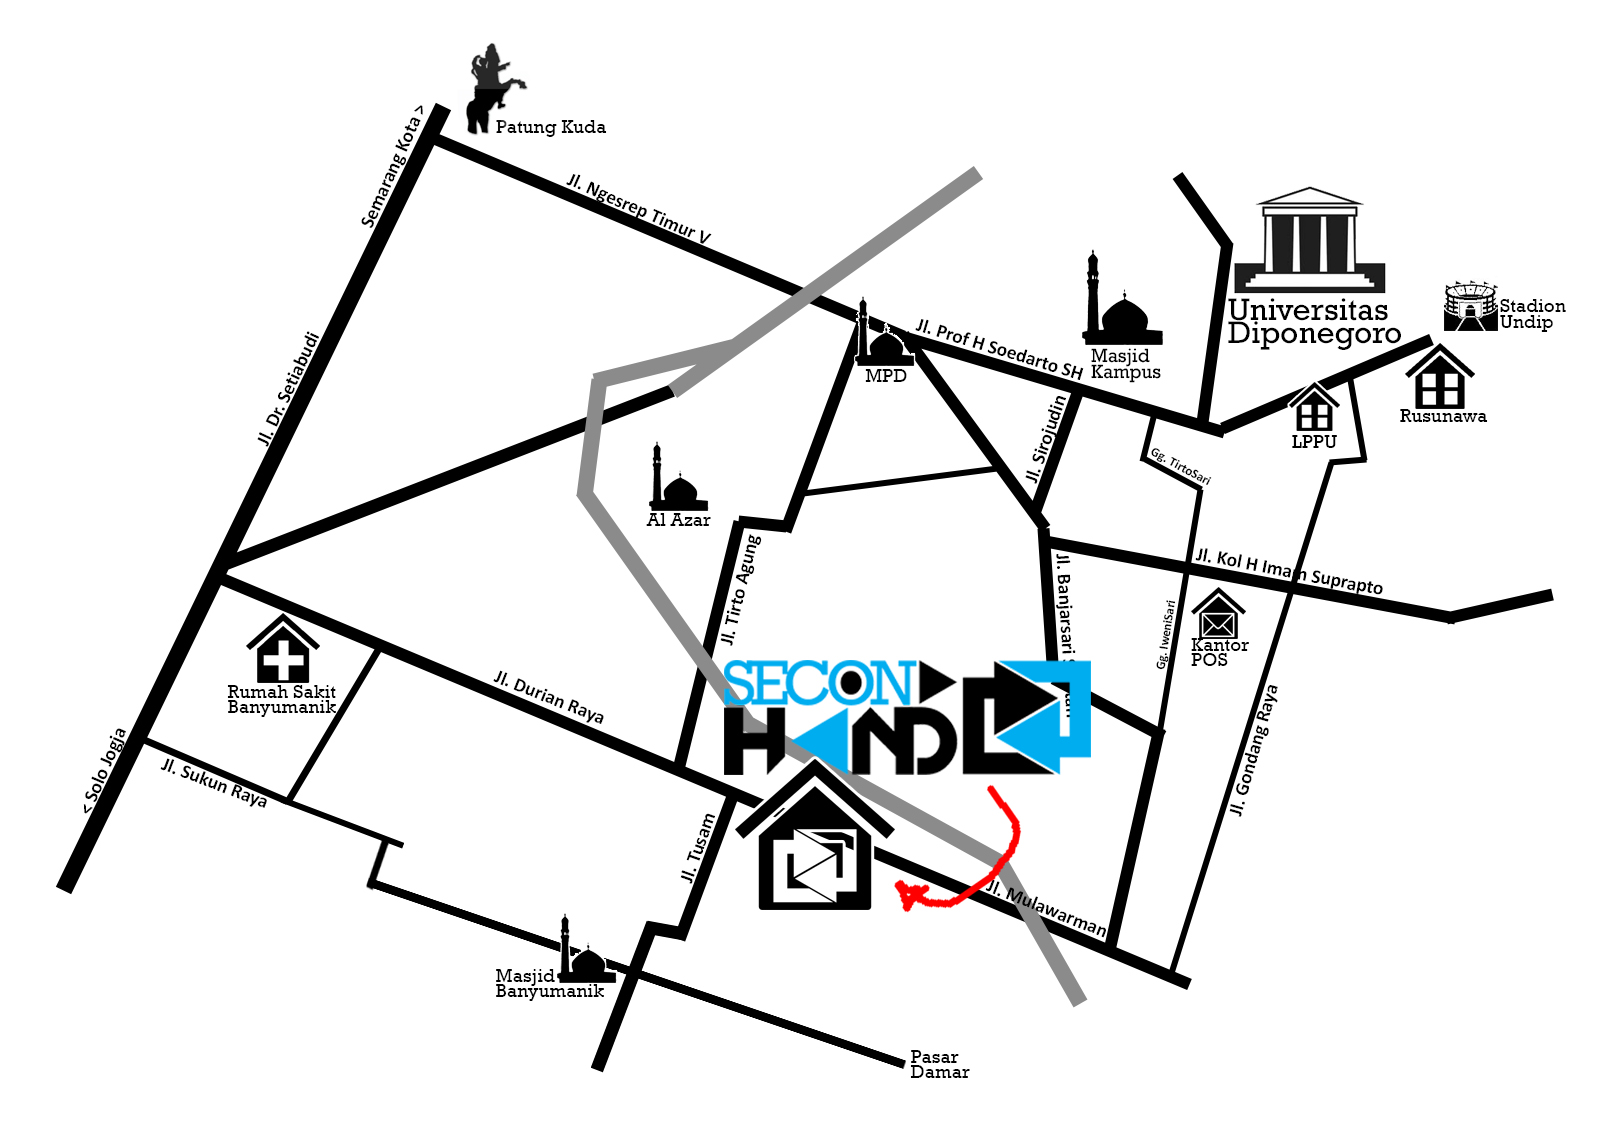 Patung Kuda
Semarang Kota >
Jl. Ngesrep Timur V
Jl. Prof H Soedarto SH
Masjid
Kampus
Universitas
Diponegoro
Stadion
Undip
Rusunawa
LPPU
MPD
Jl. Dr. Setiabudi
Jl. Sirojudin
Gg. TirtoSari
Al Azar
Jl. Tirto Agung
Jl. Kol H Imam Suprapto
Jl. Banjarsari
Gg. IweniSari
Kantor
POS
Rumah Sakit
Banyumanik
Jl. Durian Raya
SECON
HAND
Jl. Gondang Raya
< Solo Jogja
Jl. Sukun Raya
Jl. Tusam
Jl. Mulawarman
Masjid
Banyumanik
Pasar
Damar